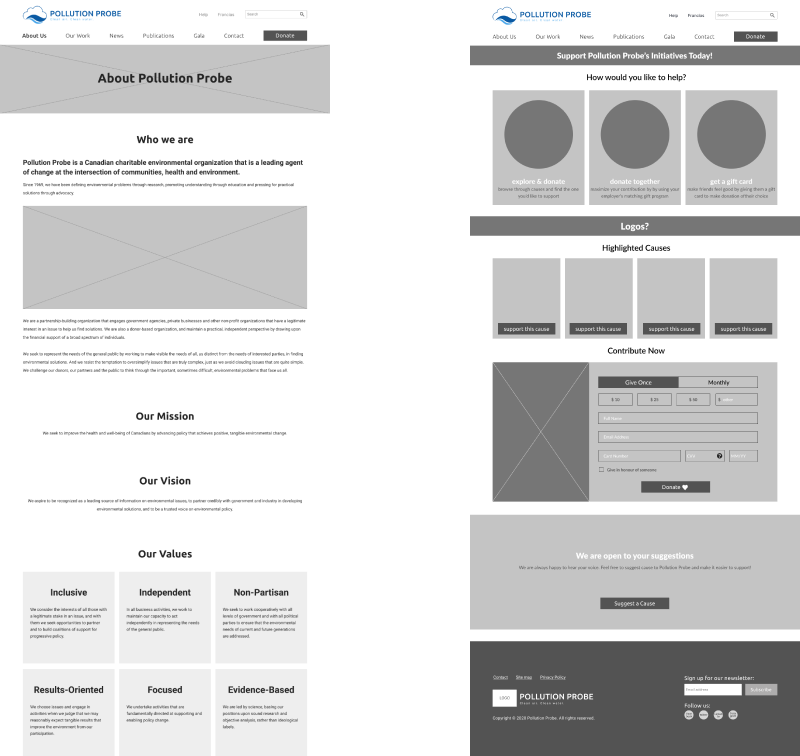 POLLUTION PROBE
Clean air. Clean water.
Help
Francais
Search
About Us
Our Work
News
Publications
Gala
Contact
Donate
About Pollution Probe
Who we are
Pollution Probe is a Canadian charitable environmental organization that is a leading agent
of change at the intersection of communities, health and environment.
Since 1969, we have been defining environmental problems through research, promoting understanding through education and pressing for practical
solutions through advocacy.
We are a partnership-building organization that engages government agencies, private businesses and other non-profit organizations that have a legitimate
interest in an issue to help us find solutions. We are also a donor-based organization, and maintain a practical, independent perspective by drawing upon
the financial support of a broad spectrum of individuals.
We seek to represent the needs of the general public by working to make visible the needs of all, as distinct from the needs of interested parties, in finding
environmental solutions. And we resist the temptation to oversimplify issues that are truly complex, just as we avoid clouding issues that are quite simple.
We challenge our donors, our partners and the public to think through the important, sometimes difficult, environmental problems that face us all.
Our Mission
We seek to improve the health and well-being of Canadians by advancing policy that achieves positive, tangible environmental change
Our Vision
We aspire to be recognized as a leading source of information on environmental issues, to partner credibly with government and industry in developing
environmental solutions, and to be a trusted voice on environmental policy.
Our Values
Inclusive
We consider the interests of all those with
a legitimate stake in an issue, and with
them we seek opportunities to partner
and to build coalitions of support for
progressive policy.
Independent
In all business activities, we work to
maintain our capacity to act
independently in representing the needs
of the general public.
Non-Partisan
We seek to work cooperatively with all
levels of government and with all political
parties to ensure that the environmental
needs of current and future generations
are addressed.
Results-Oriented
We choose issues and engage in
activities when we judge that we may
reasonably expect tangible results that
improve the environment from our
participation.
Focused
We undertake activities that are
fundamentally directed at supporting and
enabling policy change.
Evidence-Based
We are led by science, basing our
positions upon sound research and
objective analysis, rather than ideological
labels.
POLLUTION PROBE
Clean air. Clean water.
Help
Francais
Search
About Us
Our Work
News
Publications
Gala
Contact
Donate
Support Pollution Probe's Initiatives Today!
How would you like to help?
explore & donate
browse through causes and find the one
you'd like to support
donate together
maximize your contribution by by using your
employer's matching gift program
get a gift card
make friends feel good by giving them a gift
card to make donation of their choice
Logos?
Highlighted Causes
support this cause
support this cause
support this cause
support this cause
Contribute Now
Give Once
Monthly
$ 10
$ 25
$ 50
$ other
Full Name
Email Address
Card Number
CVV
MM/YY
Give in honour of someone
Donate
We are open to your suggestions
We are always happy to hear your voice. Feel free to suggest cause to Pollution Probe and make it easier to support!
Suggest a Cause
Contact
Site map
Privacy Policy
LOGO
POLLUTION PROBE
Clean air. Clean water.
Copyright © 2020 Pollution Probe. All rights reserved.
Sign up for our newsletter:
Email address
Subscribe
Follow us: